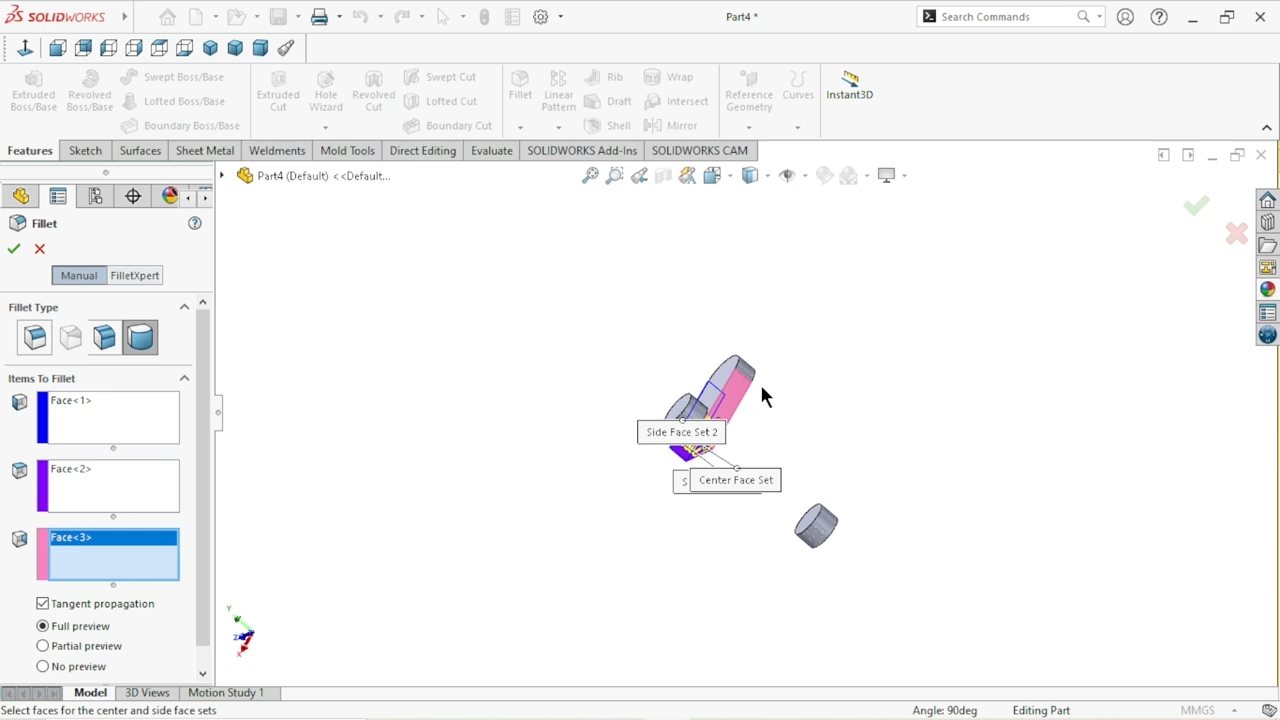 SOLIDWORKS
Part4 *
Search Commands
Extruded Boss/Base
Revolved Boss/Base
Swept Boss/Base
Lofted Boss/Base
Boundary Boss/Base
Extruded Cut
Hole Wizard
Revolved Cut
Swept Cut
Lofted Cut
Boundary Cut
Fillet
Linear Pattern
Rib
Draft
Shell
Wrap
Intersect
Mirror
Reference Geometry
Curves
Instant3D
Features
Sketch
Surfaces
Sheet Metal
Weldments
Mold Tools
Direct Editing
Evaluate
SOLIDWORKS Add-Ins
SOLIDWORKS CAM
Part4 (Default) <<Default...
Fillet
Manual
FilletXpert
Fillet Type
Items To Fillet
Face<1>
Face<2>
Face<3>
Tangent propagation
Full preview
Partial preview
No preview
Side Face Set 2
S
Center Face Set
Y
Z
X
Model
3D Views
Motion Study 1
Select faces for the center and side face sets
Angle: 90deg
Editing Part
MMGS